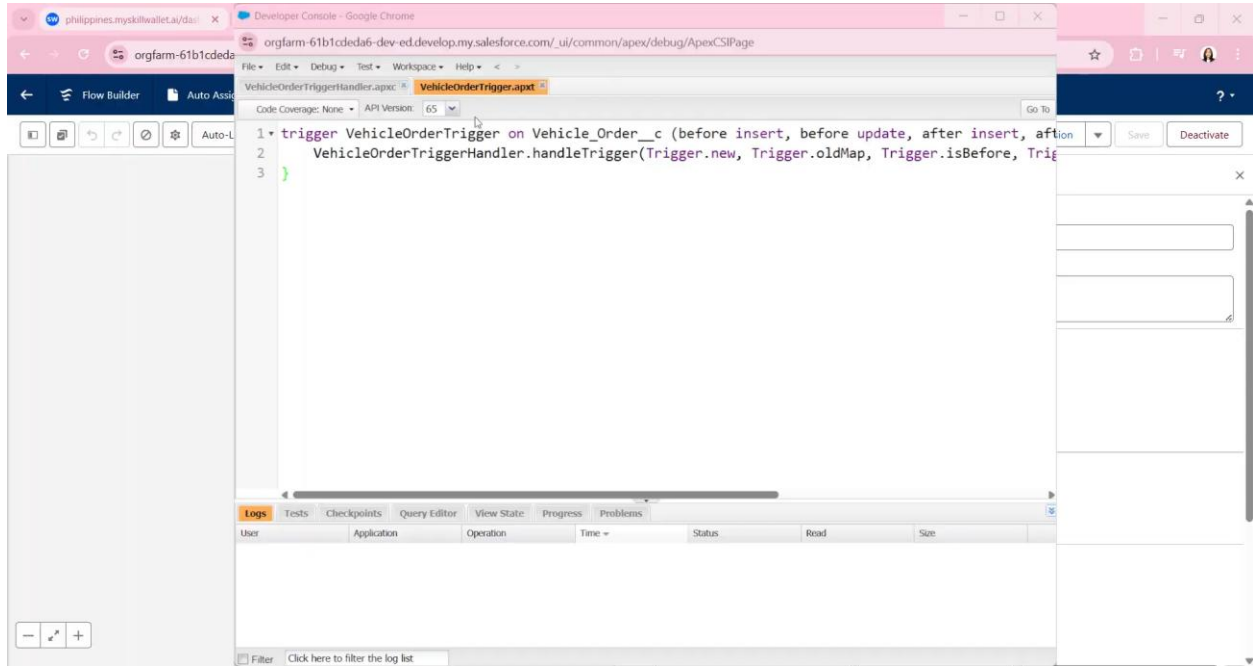 philippines.myskillwallet.ai/das
Developer Console - Google Chrome
orgfarm-61b1cdeda
orgfarm-61b1cdeda6-dev-ed.develop.my.salesforce.com/_ui/common/apex/debug/ApexCSIPage
File Edit Debug Test Workspace Help < >
Flow Builder Auto Assig
VehicleOrderTriggerHandler.apxc VehicleOrderTrigger.apxt
?
Code Coverage: None API Version: 65 Go To
Auto-L
ion Save Deactivate
1 trigger VehicleOrderTrigger on Vehicle_Order__c (before insert, before update, after insert, aft
2 VehicleOrderTriggerHandler.handleTrigger(Trigger.new, Trigger.oldMap, Trigger.isBefore, Trig
3 }
Logs Tests Checkpoints Query Editor View State Progress Problems
User Application Operation Time Status Read Size
Filter Click here to filter the log list